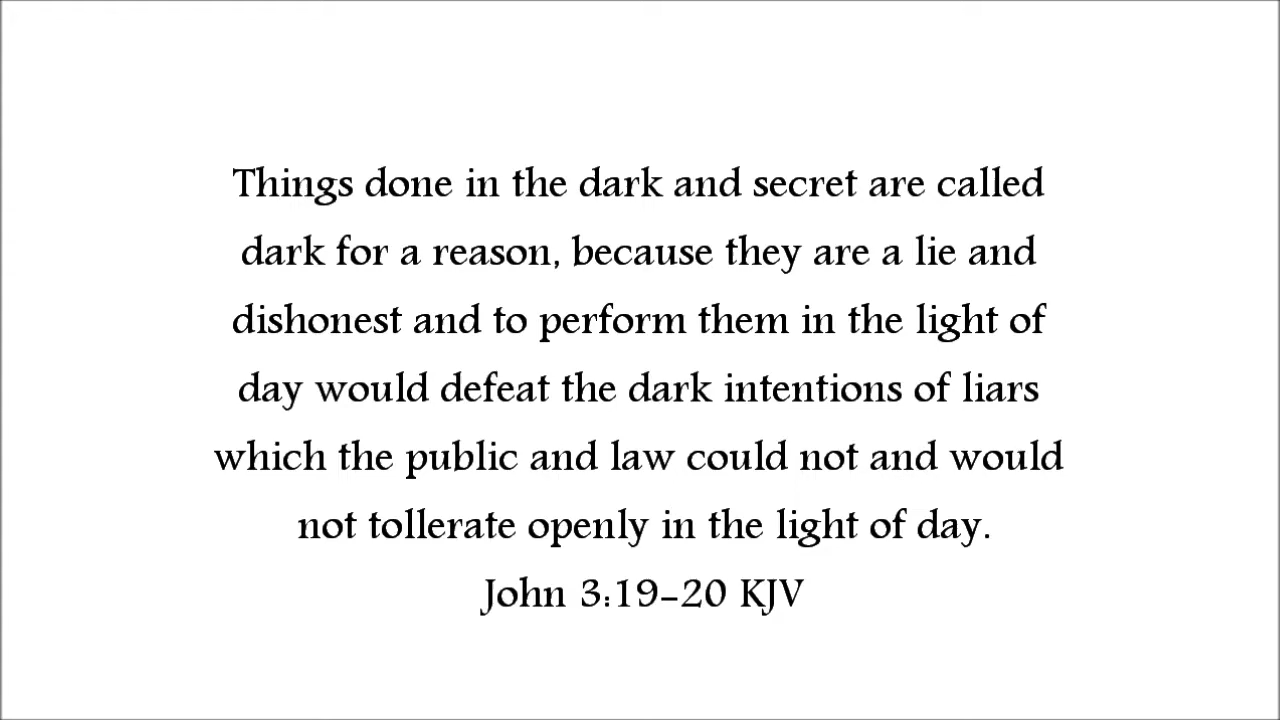 Things done in the dark and secret are called
dark for a reason, because they are a lie and
dishonest and to perform them in the light of
day would defeat the dark intentions of liars
which the public and law could not and would
not tollerate openly in the light of day.
John 3:19-20 KJV